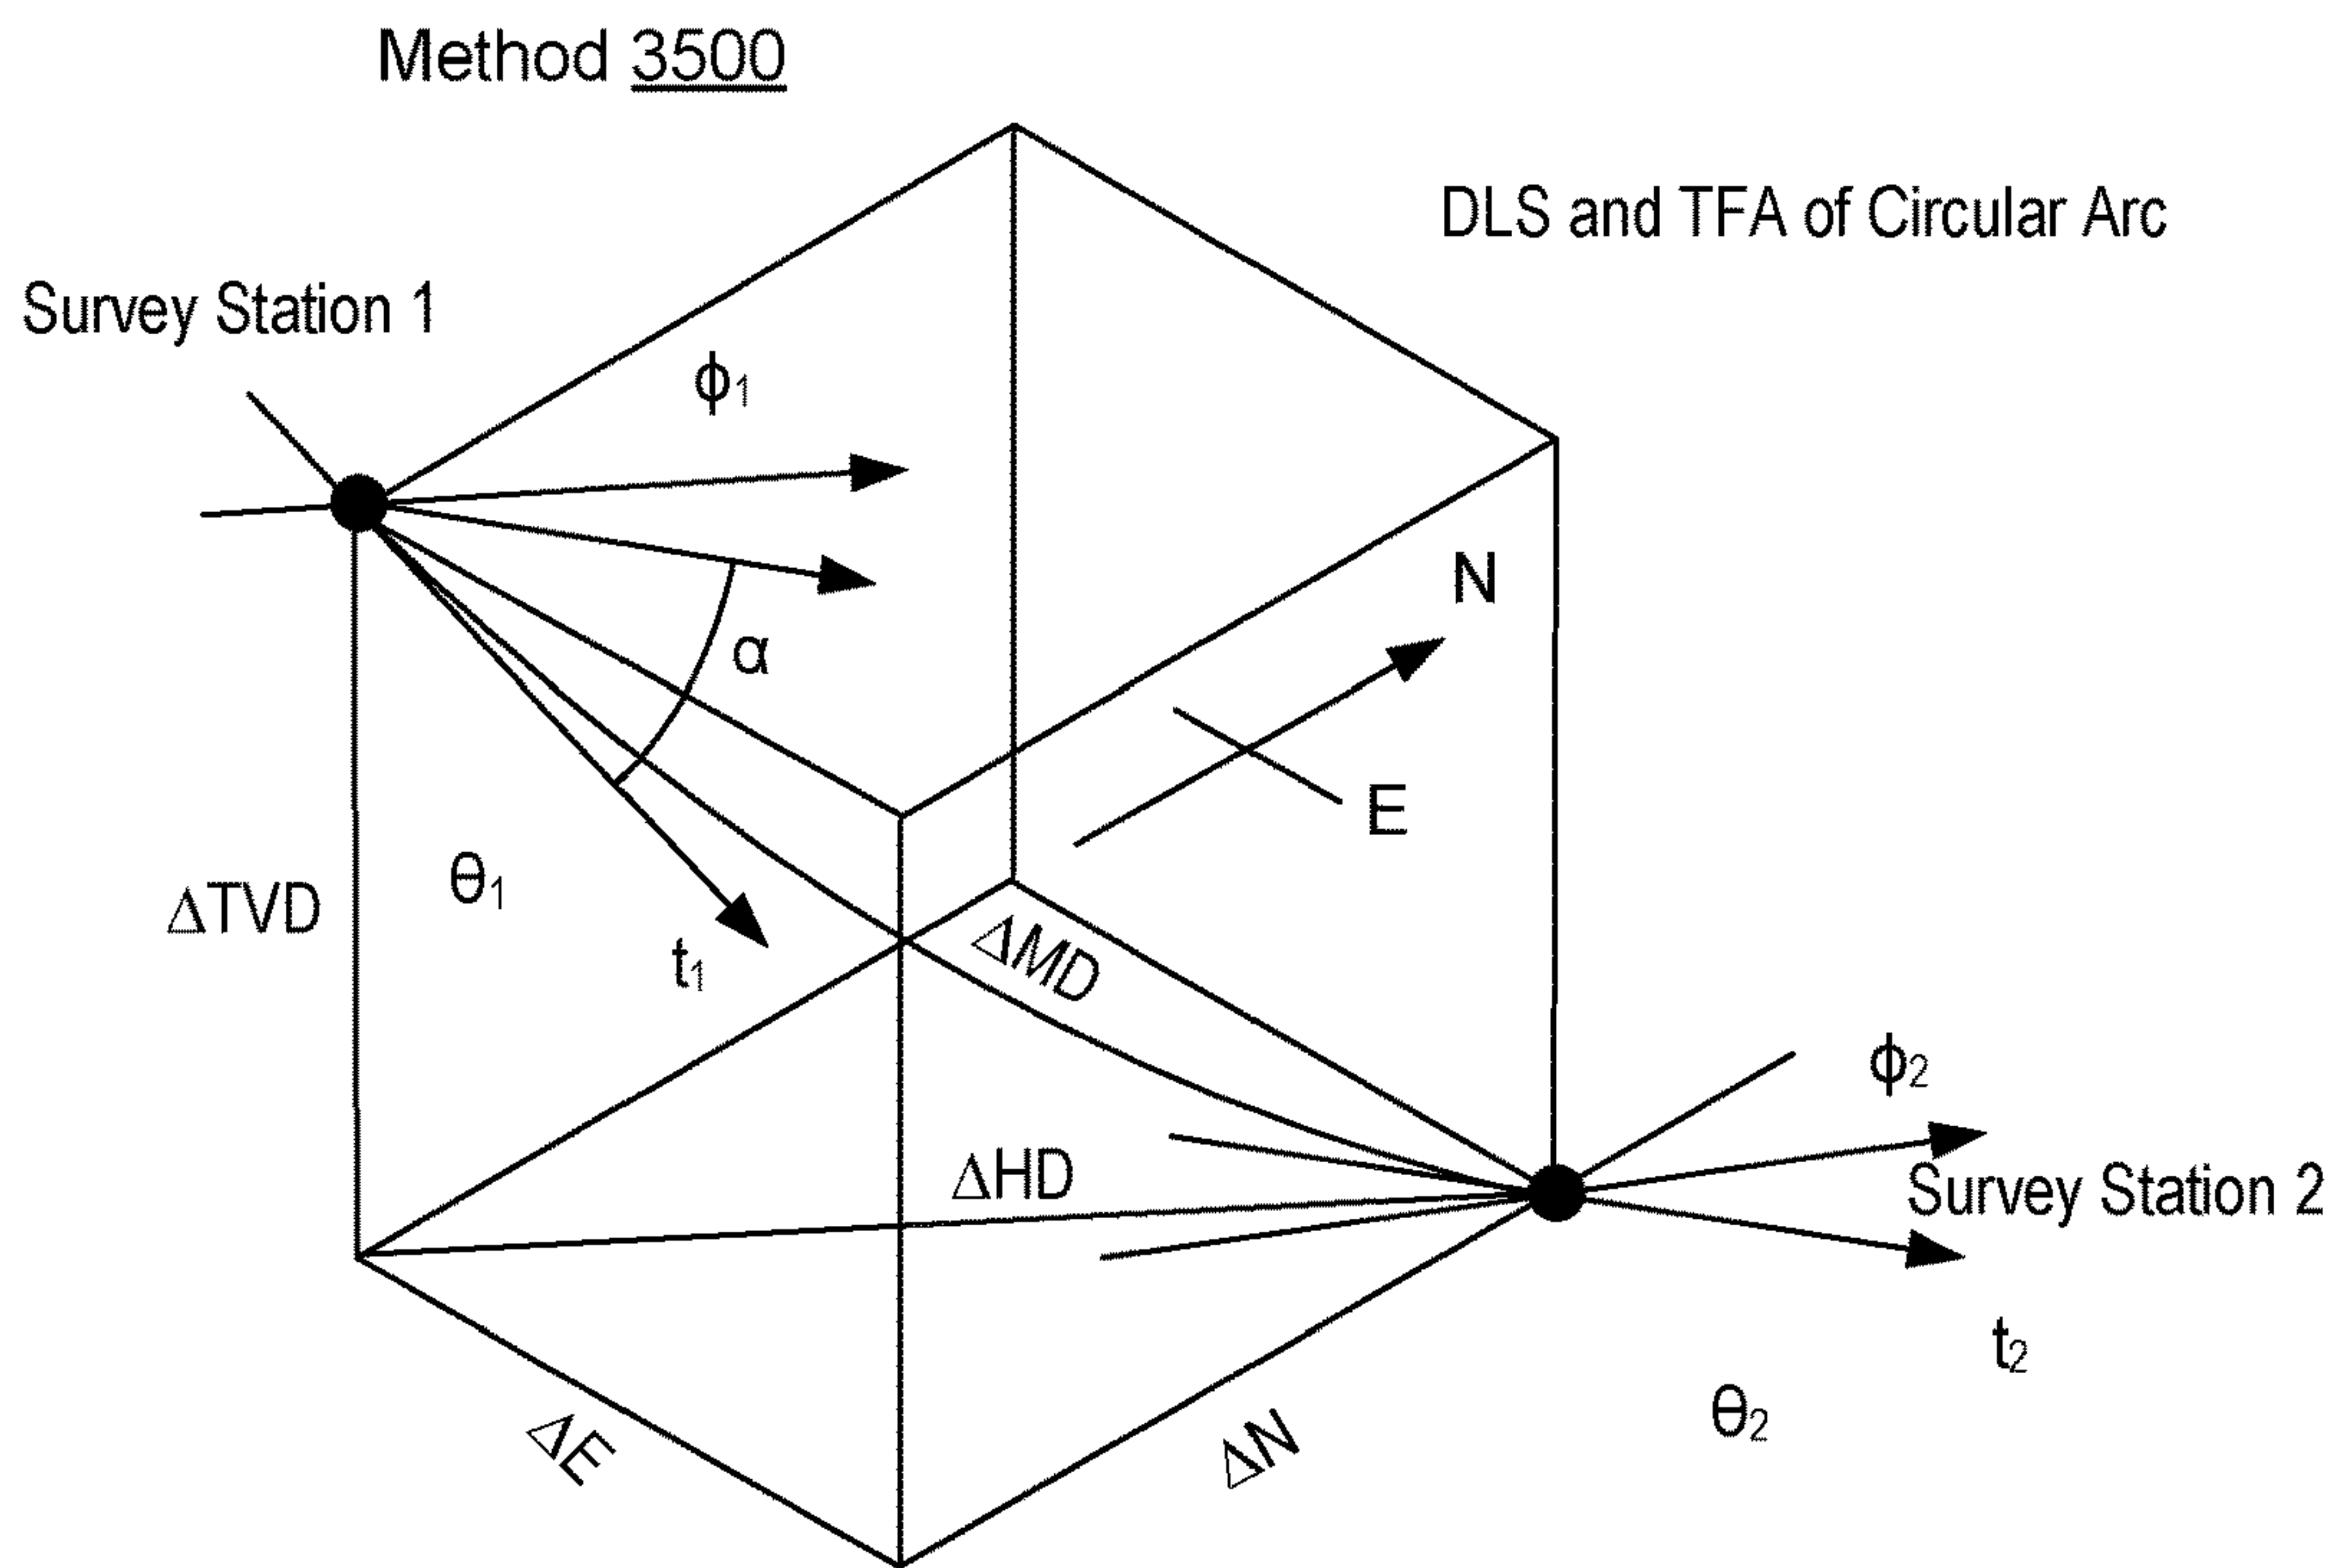 Method 3500
DLS and TFA of Circular Arc
Survey Station 1
ϕ1
N
α
E
θ1
ΔTVD
t1
ΔMD
ϕ2
ΔHD
Survey Station 2
t2
θ2
ΔE
ΔN